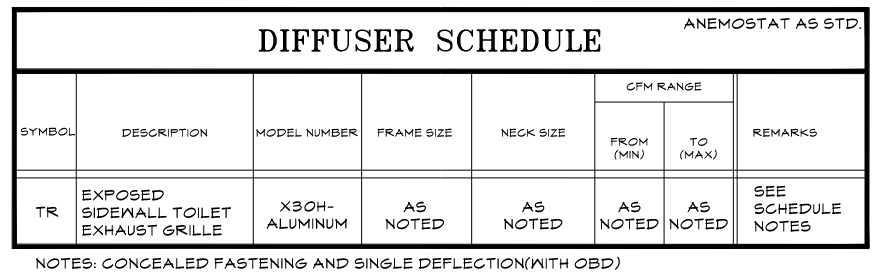 ANEMOSTAT AS STD.
DIFFUSER SCHEDULE
CFM RANGE
SYMBOL DESCRIPTION MODEL NUMBER FRAME SIZE NECK SIZE FROM (MIN) TO (MAX) REMARKS
TR
EXPOSED
SIDEWALL TOILET
EXHAUST GRILLE
X30H-
ALUMINUM
AS
NOTED
AS
NOTED
AS
NOTED
AS
NOTED
SEE
SCHEDULE
NOTES
NOTES: CONCEALED FASTENING AND SINGLE DEFLECTION(WITH OBD)